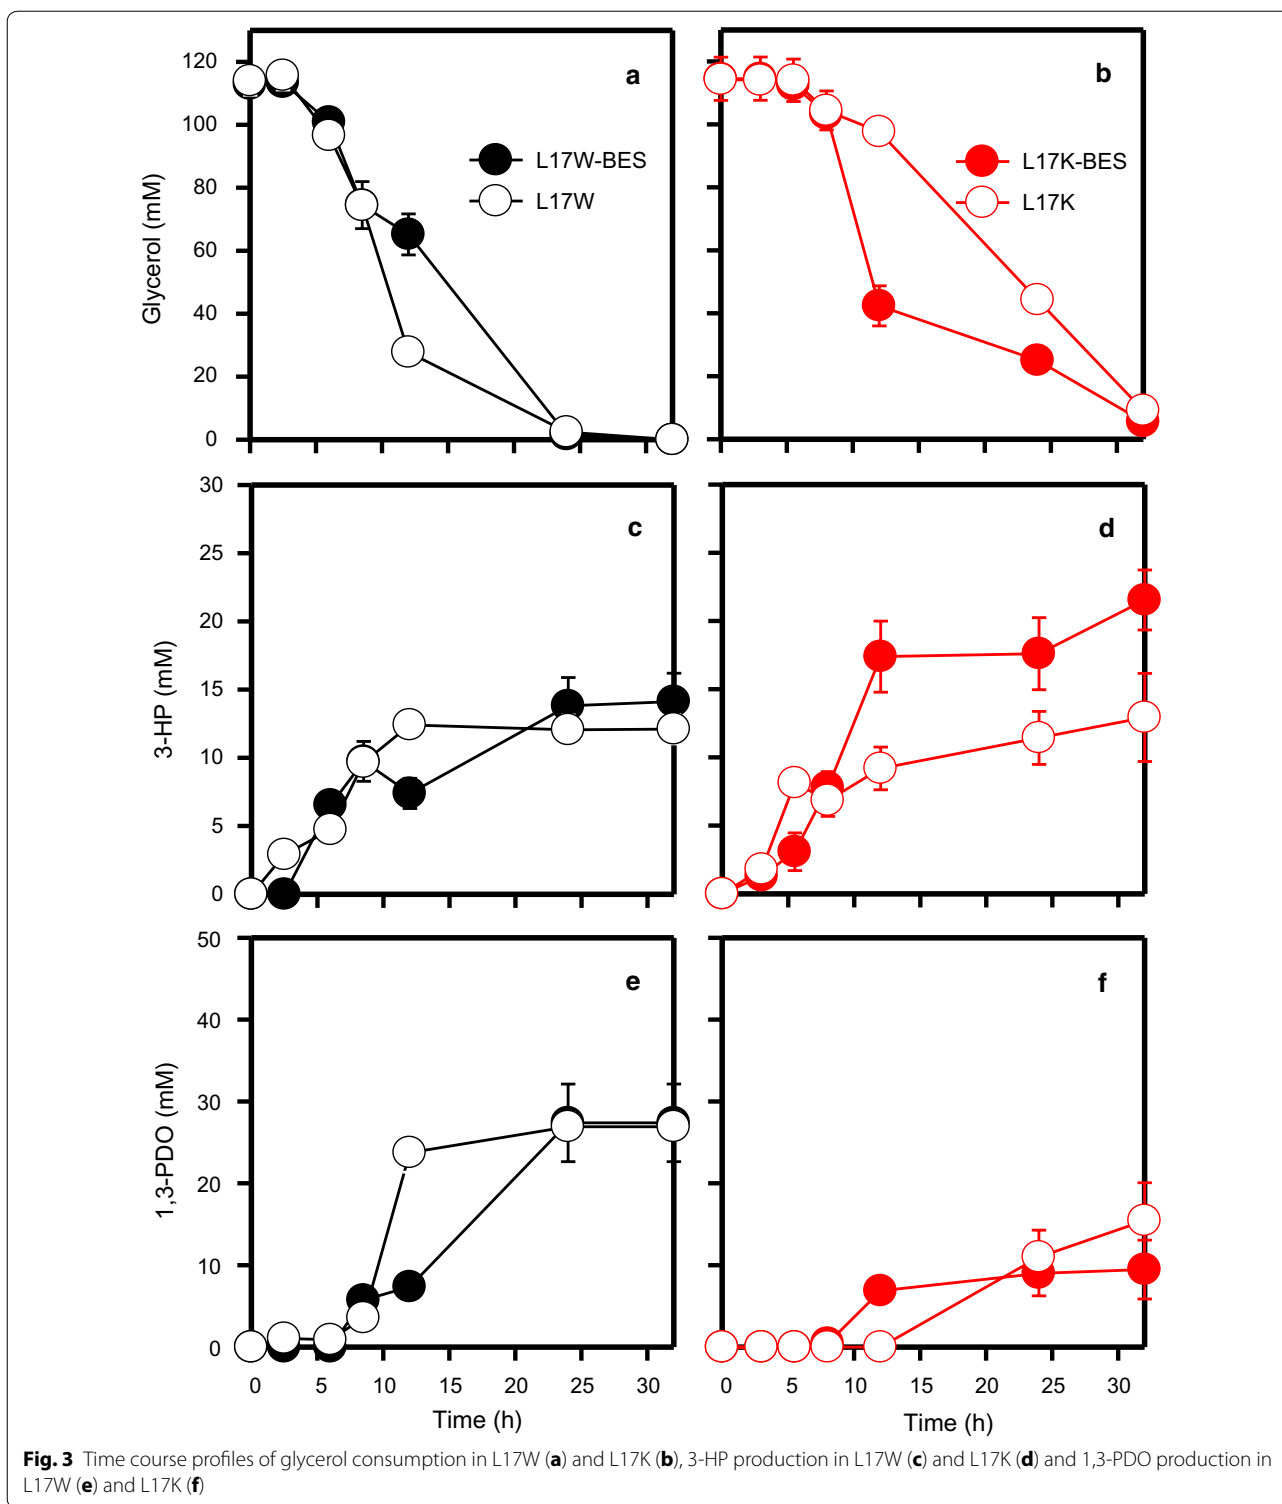 120
100
80
60
40
20
0
Glycerol (mM)
a
L17W-BES
L17W
b
L17K-BES
L17K
30
25
20
15
10
5
0
3-HP (mM)
c
d
50
40
30
20
10
0
1,3-PDO (mM)
e
f
0 5 10 15 20 25 30
Time (h)
0 5 10 15 20 25 30
Time (h)
Fig. 3 Time course profiles of glycerol consumption in L17W (a) and L17K (b), 3-HP production in L17W (c) and L17K (d) and 1,3-PDO production in
L17W (e) and L17K (f)